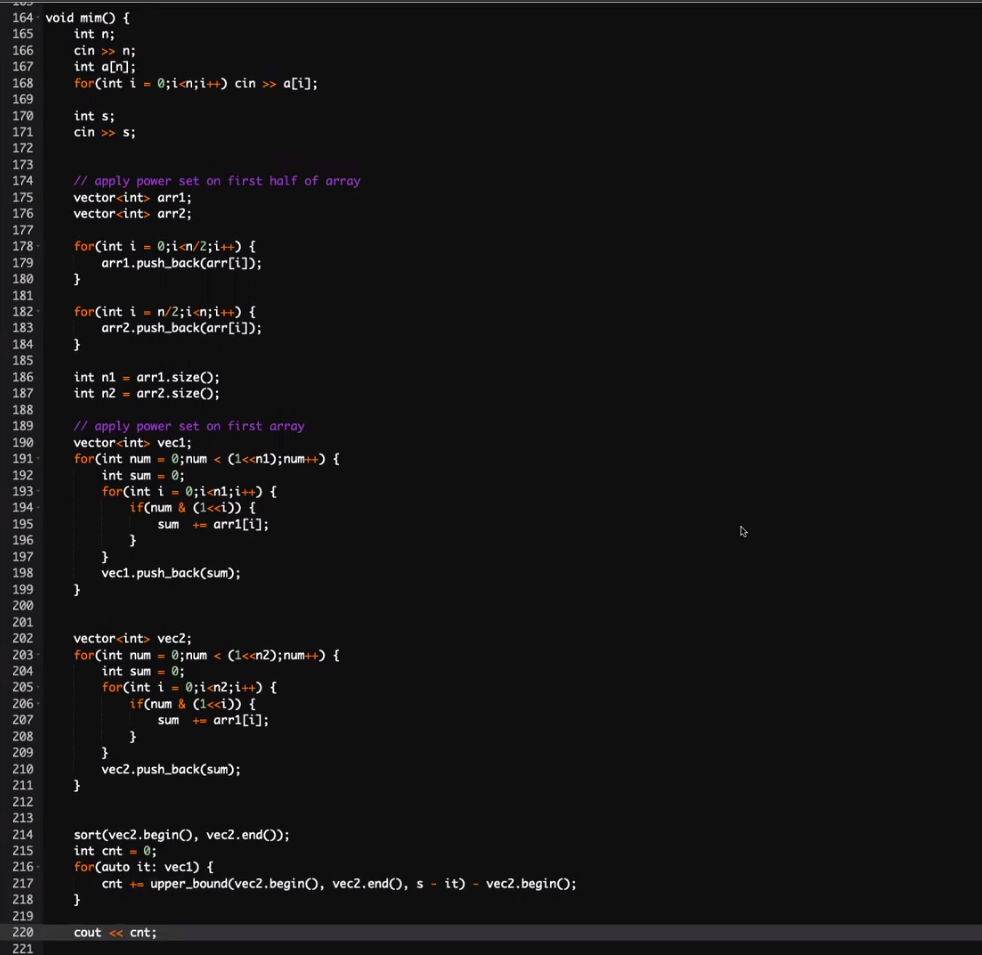 164 void mim() {
165     int n;
166     cin >> n;
167     int a[n];
168     for(int i = 0;i<n;i++) cin >> a[i];
169
170     int s;
171     cin >> s;
172
173
174     // apply power set on first half of array
175     vector<int> arr1;
176     vector<int> arr2;
177
178     for(int i = 0;i<n/2;i++) {
179         arr1.push_back(arr[i]);
180     }
181
182     for(int i = n/2;i<n;i++) {
183         arr2.push_back(arr[i]);
184     }
185
186     int n1 = arr1.size();
187     int n2 = arr2.size();
188
189     // apply power set on first array
190     vector<int> vec1;
191     for(int num = 0;num < (1<<n1);num++) {
192         int sum = 0;
193         for(int i = 0;i<n1;i++) {
194             if(num & (1<<i)) {
195                 sum  += arr1[i];
196             }
197         }
198         vec1.push_back(sum);
199     }
200
201
202     vector<int> vec2;
203     for(int num = 0;num < (1<<n2);num++) {
204         int sum = 0;
205         for(int i = 0;i<n2;i++) {
206             if(num & (1<<i)) {
207                 sum  += arr1[i];
208             }
209         }
210         vec2.push_back(sum);
211     }
212
213
214     sort(vec2.begin(), vec2.end());
215     int cnt = 0;
216     for(auto it: vec1) {
217         cnt += upper_bound(vec2.begin(), vec2.end(), s - it) - vec2.begin();
218     }
219
220     cout << cnt;
221